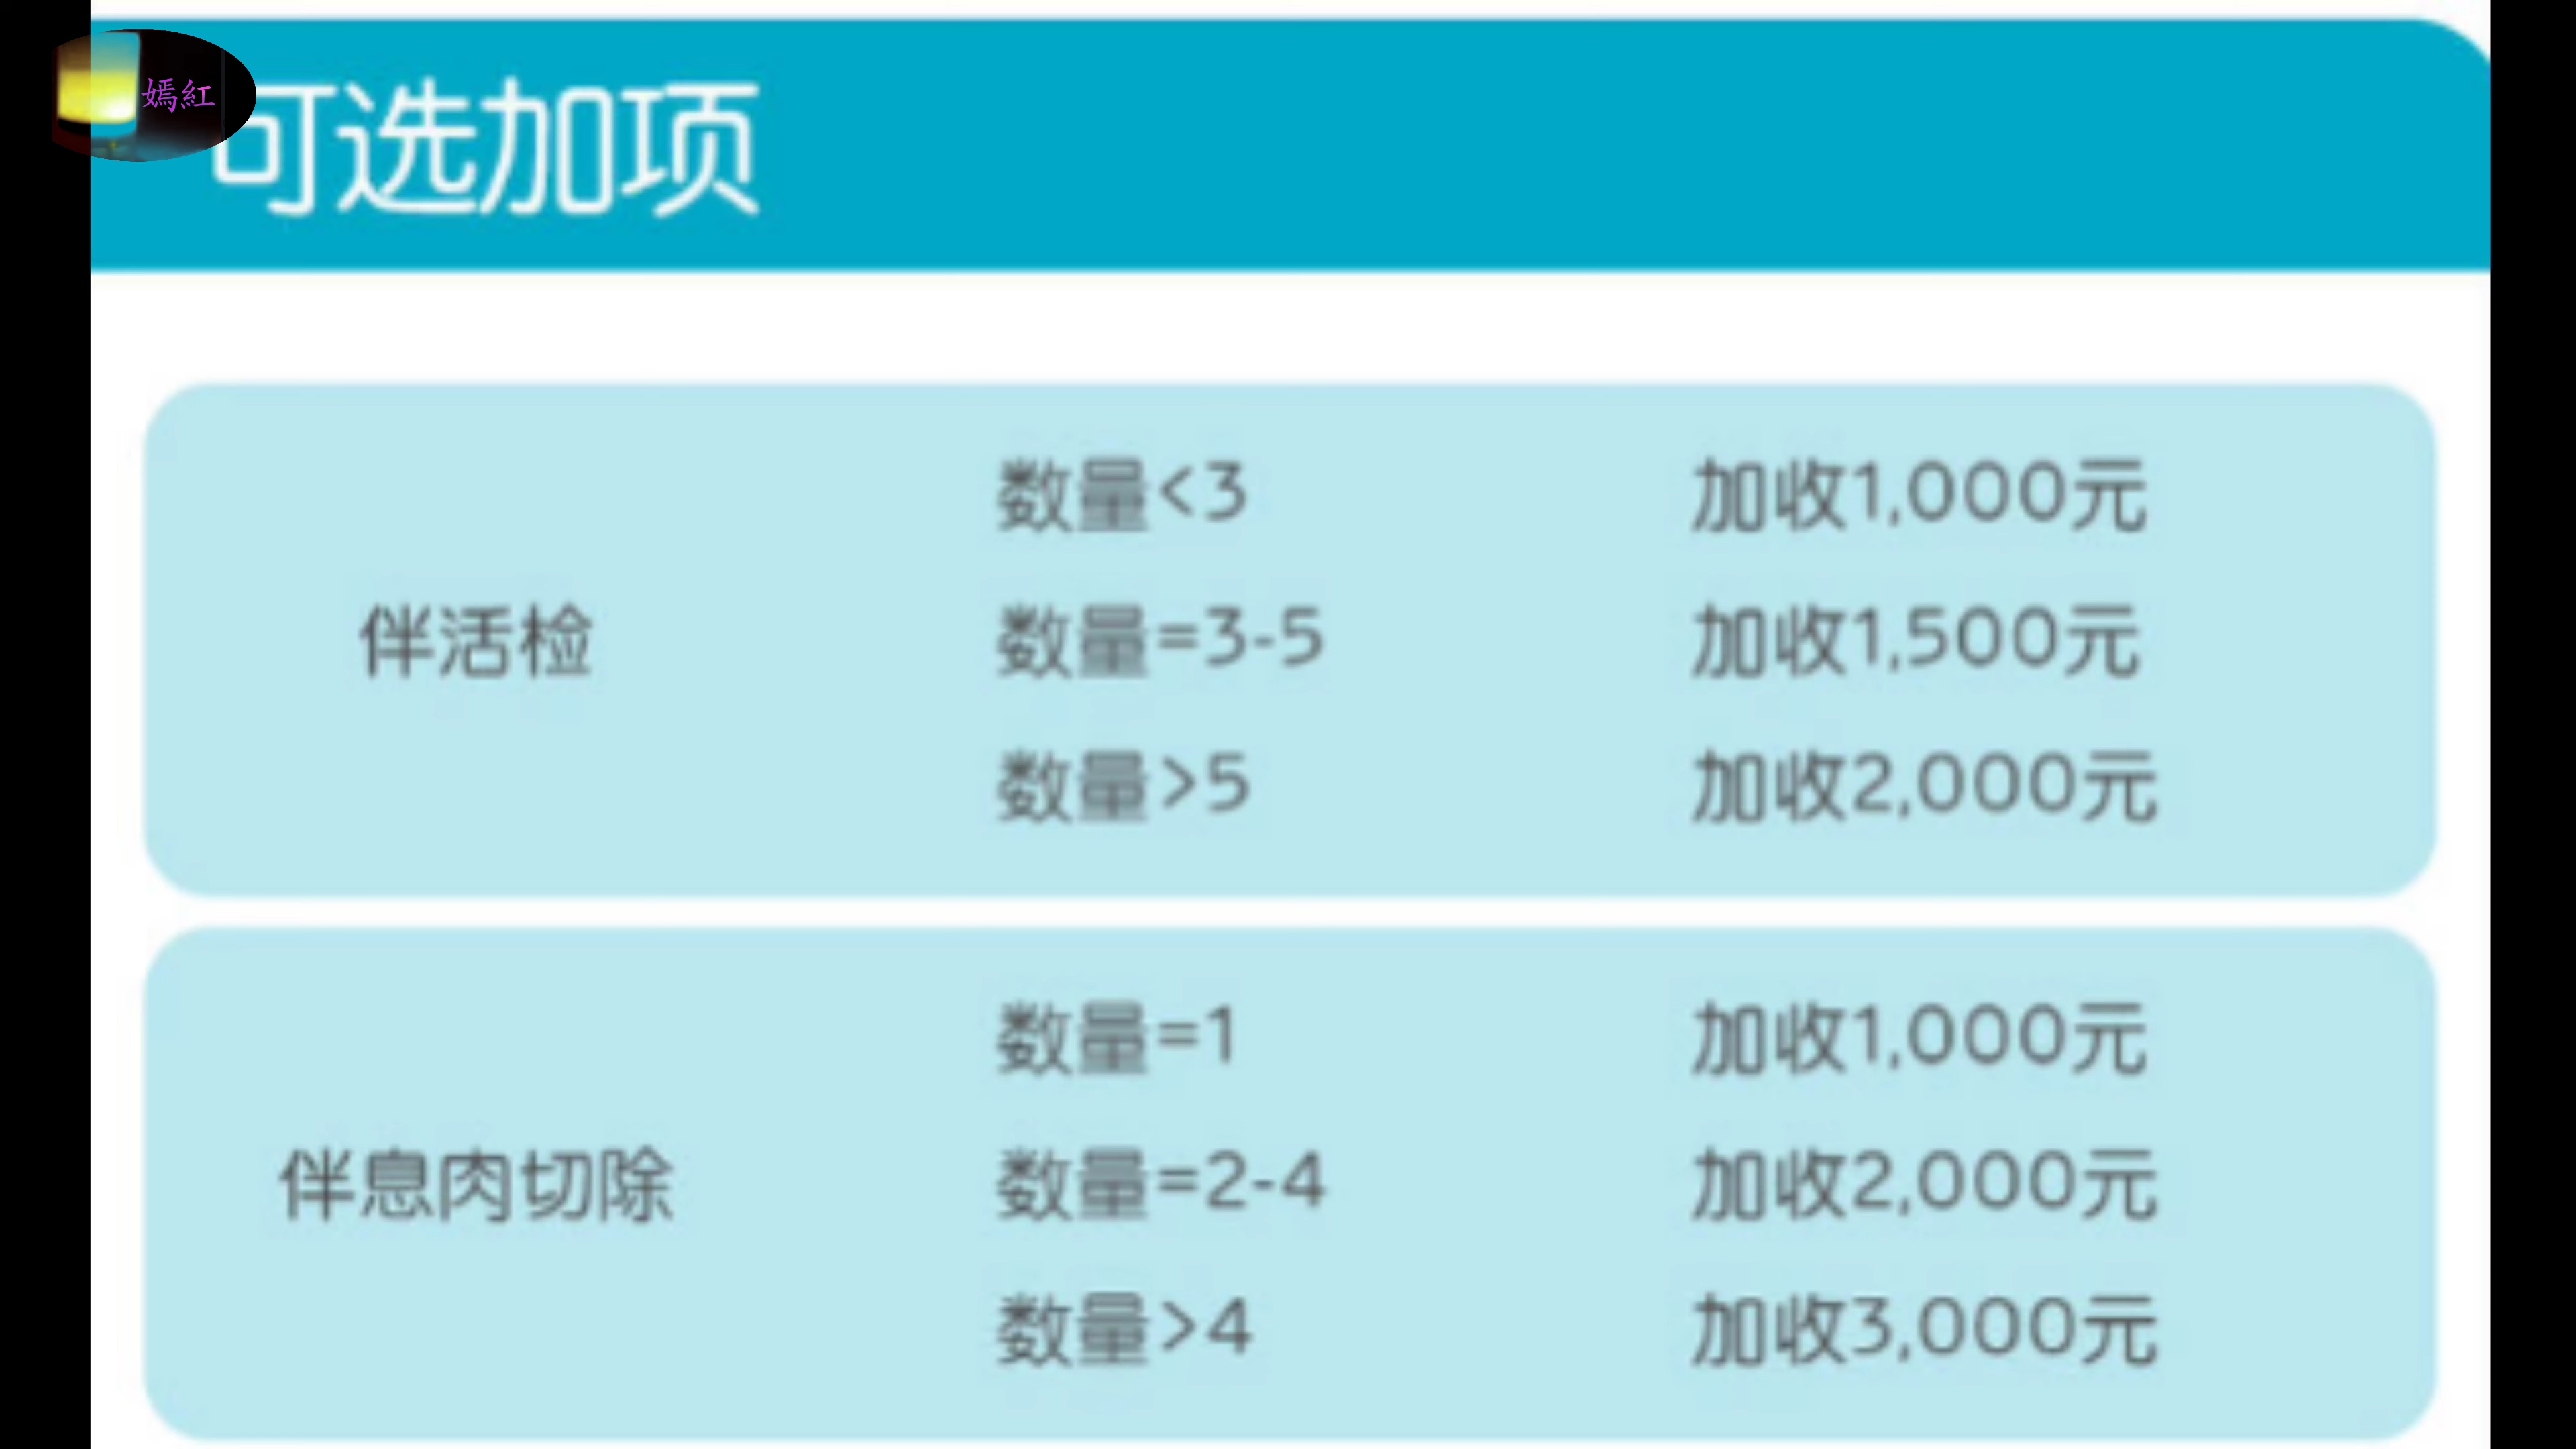 嫣紅
可选加项
数量<3 加收1,000元
伴活检 数量=3-5 加收1,500元
数量>5 加收2,000元
数量=1 加收1,000元
伴息肉切除 数量=2-4 加收2,000元
数量>4 加收3,000元